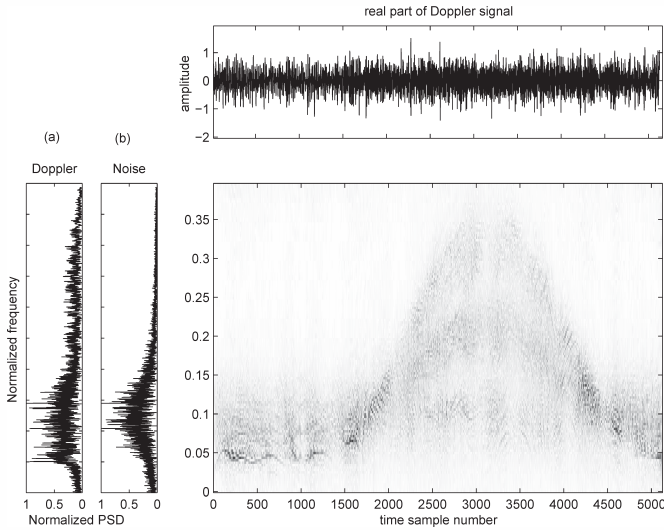 real part of Doppler signal
1
0
−1
−2
amplitude
(a) (b)
Doppler Noise
0.35
0.3
0.25
0.2
0.15
0.1
0.05
0
Normalized frequency
1 0.5 0 1 0.5 0
0 500 1000 1500 2000 2500 3000 3500 4000 4500 5000
Normalized PSD
time sample number